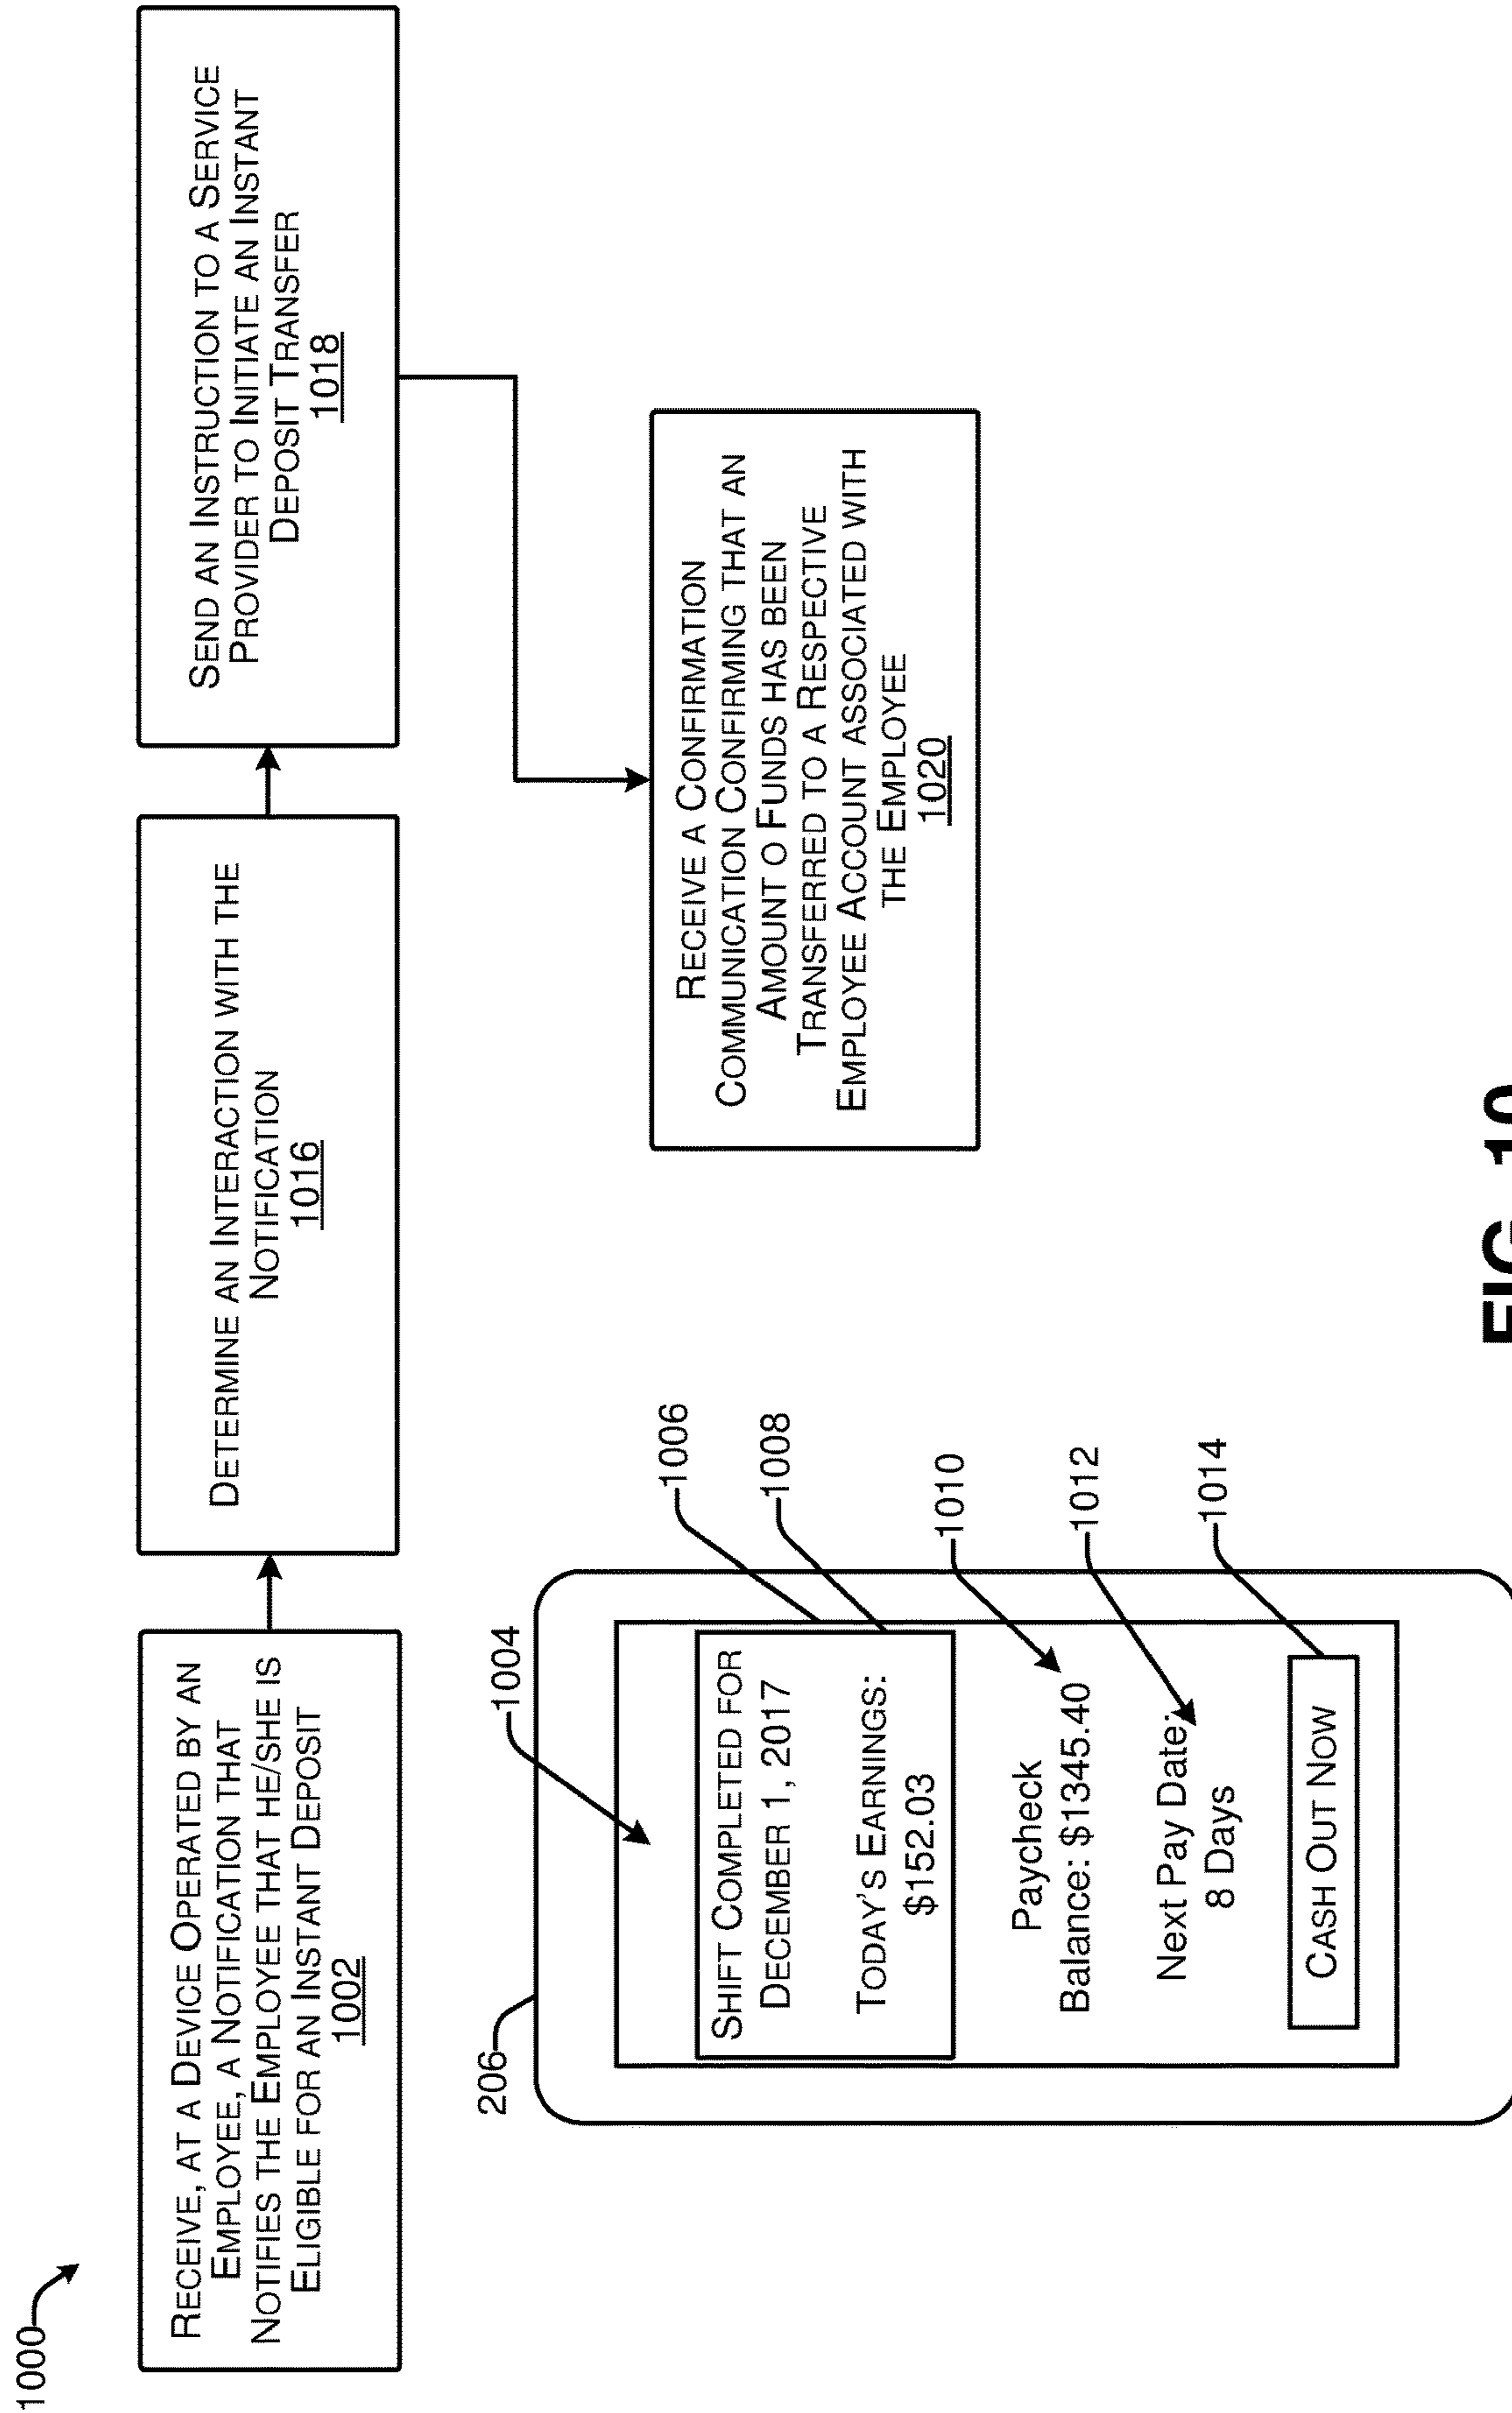 1000
RECEIVE, AT A DEVICE OPERATED BY AN
EMPLOYEE, A NOTIFICATION THAT
NOTIFIES THE EMPLOYEE THAT HE/SHE IS
ELIGIBLE FOR AN INSTANT DEPOSIT
1002
DETERMINE AN INTERACTION WITH THE
NOTIFICATION
1016
SEND AN INSTRUCTION TO A SERVICE
PROVIDER TO INITIATE AN INSTANT
DEPOSIT TRANSFER
1018
RECEIVE A CONFIRMATION
COMMUNICATION CONFIRMING THAT AN
AMOUNT O FUNDS HAS BEEN
TRANSFERRED TO A RESPECTIVE
EMPLOYEE ACCOUNT ASSOCIATED WITH
THE EMPLOYEE
1020
206
1004
SHIFT COMPLETED FOR
DECEMBER 1, 2017
TODAY'S EARNINGS:
$152.03
Paycheck
Balance: $1345.40
Next Pay Date:
8 Days
CASH OUT NOW
1006
1008
1010
1012
1014
FIG. 10